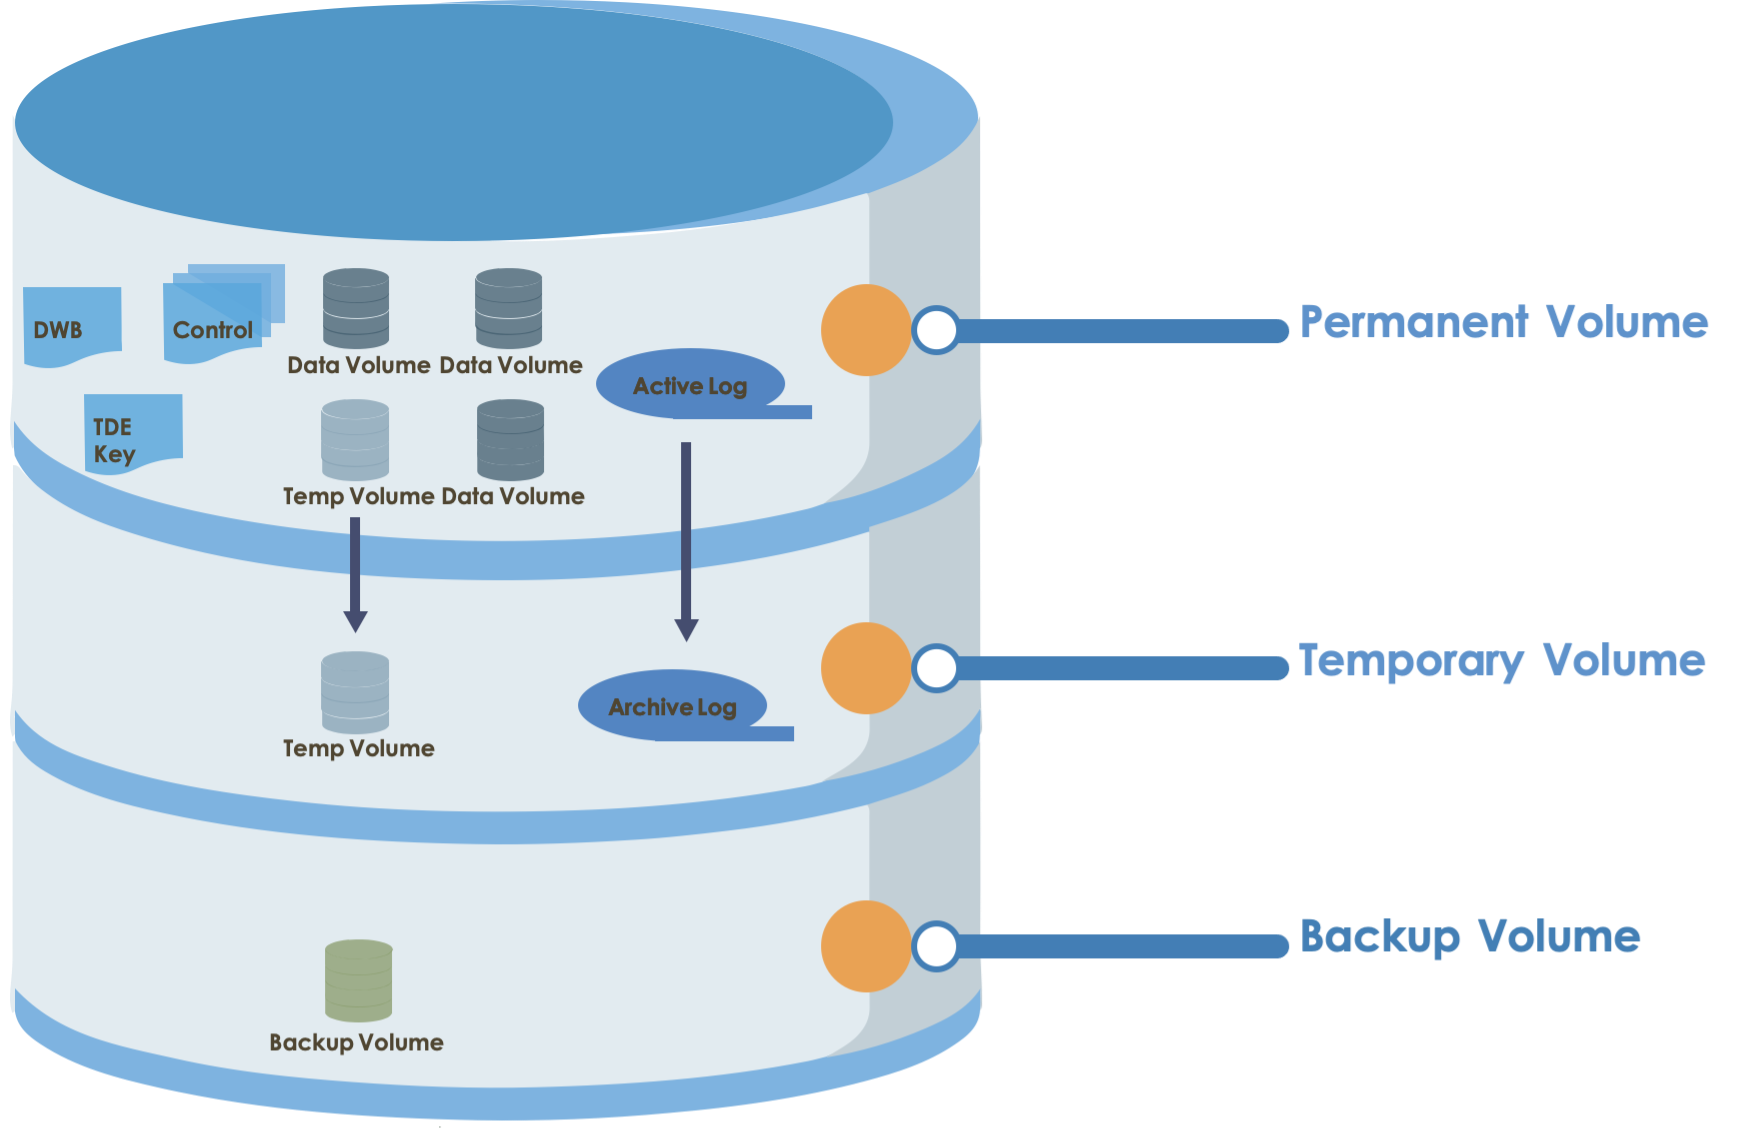 DWB
Control
Data Volume
Data Volume
Active Log
Permanent Volume
TDE
Key
Temp Volume
Data Volume
Temporary Volume
Temp Volume
Archive Log
Backup Volume
Backup Volume